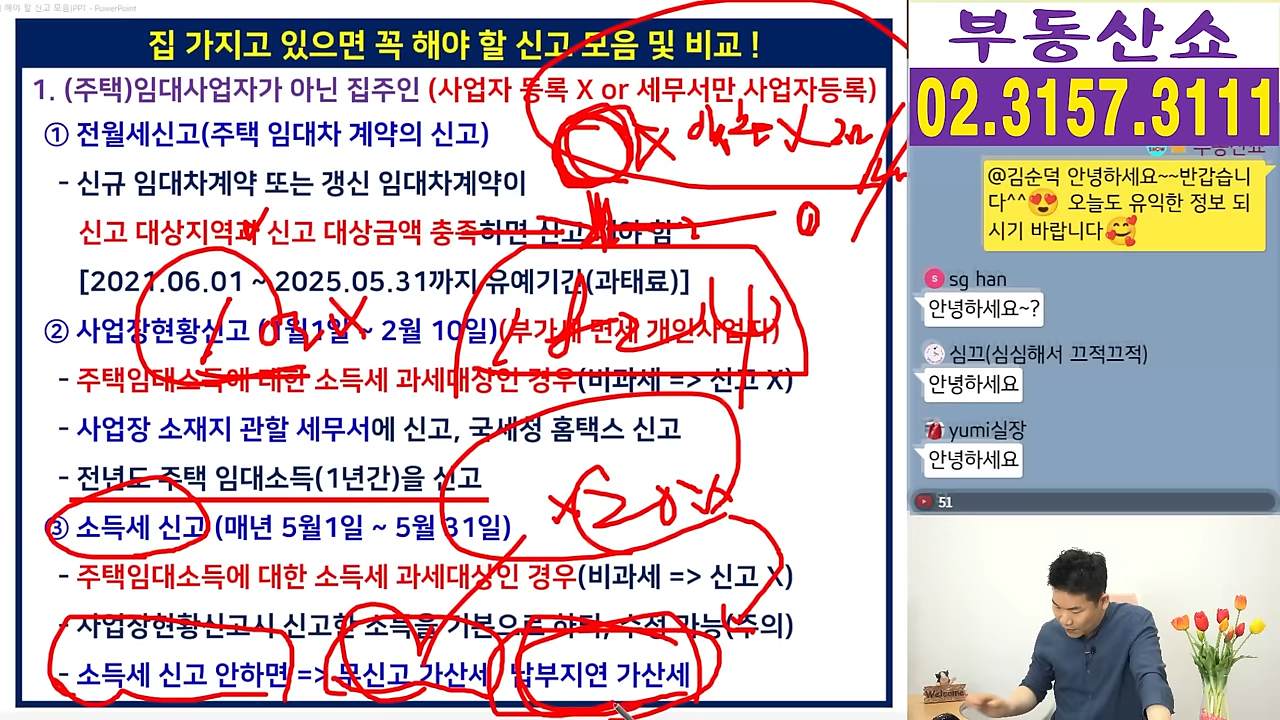 해야 할 신고 모음)PPT - PowerPoint
집 가지고 있으면 꼭 해야 할 신고 모음 및 비교 !
1. (주택)임대사업자가 아닌 집주인 (사업자 등록 X or 세무서만 사업자등록)
① 전월세신고(주택 임대차 계약의 신고)
- 신규 임대차계약 또는 갱신 임대차계약이
신고 대상지역과 신고 대상금액 충족하면 신고해야 함
[2021.06.01 ~ 2025.05.31까지 유예기간(과태료)]
② 사업장현황신고 (1월1일 ~ 2월 10일)(부가세 면세 개인사업자)
- 주택임대소득에 대한 소득세 과세대상인 경우(비과세 => 신고 X)
- 사업장 소재지 관할 세무서에 신고, 국세청 홈택스 신고
- 전년도 주택 임대소득(1년간)을 신고
③ 소득세 신고 (매년 5월1일 ~ 5월 31일)
- 주택임대소득에 대한 소득세 과세대상인 경우(비과세 => 신고 X)
- 사업장현황신고시 신고한 소득을 기본으로 하되, 수정 가능(주의)
- 소득세 신고 안하면 => 무신고 가산세, 납부지연 가산세
부동산쇼
02.3157.3111
부동산쇼
@김순덕 안녕하세요~~반갑습니
다^^😍 오늘도 유익한 정보 되
시기 바랍니다🥰
sg han
안녕하세요~?
심끄(심심해서 끄적끄적)
안녕하세요
yumi실장
안녕하세요
51
Welcome